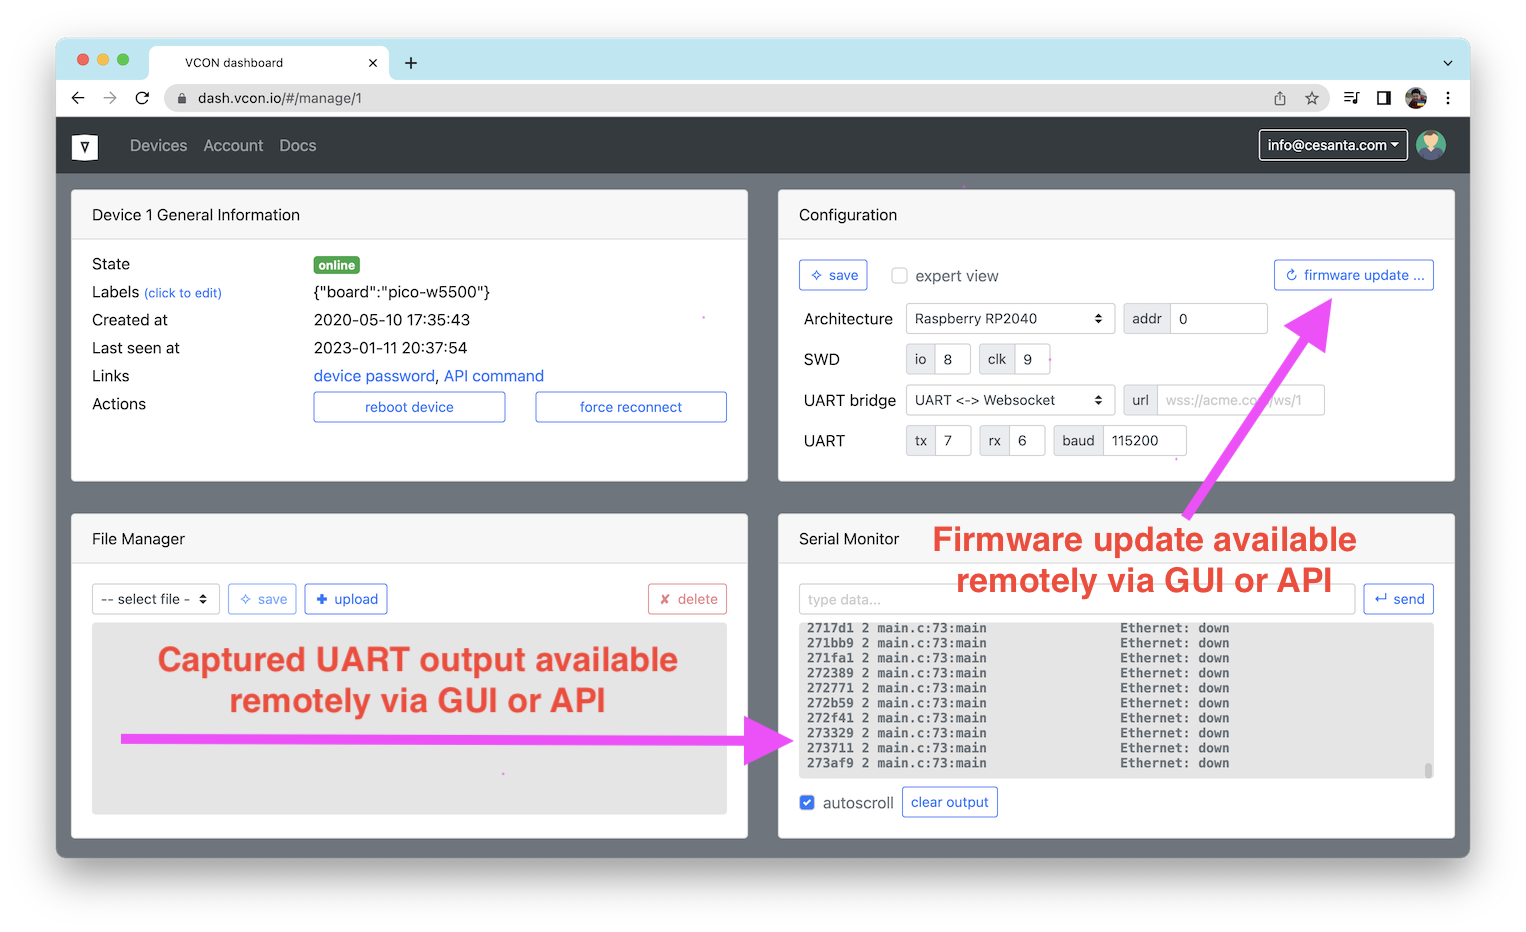 VCON dashboard
dash.vcon.io/#/manage/1
Devices Account Docs
info@cesanta.com
Device 1 General Information
State online
Labels (click to edit) {"board":"pico-w5500"}
Created at 2020-05-10 17:35:43
Last seen at 2023-01-11 20:37:54
Links device password, API command
Actions reboot device force reconnect
Configuration
save expert view firmware update ...
Architecture Raspberry RP2040 addr 0
SWD io 8 clk 9
UART bridge UART <-> Websocket url wss://acme.com/ws/1
UART tx 7 rx 6 baud 115200
File Manager
-- select file - save upload delete
Captured UART output available
remotely via GUI or API
Serial Monitor
Firmware update available
remotely via GUI or API
type data... send
2717d1 2 main.c:73:main Ethernet: down
271bb9 2 main.c:73:main Ethernet: down
271fa1 2 main.c:73:main Ethernet: down
272389 2 main.c:73:main Ethernet: down
272771 2 main.c:73:main Ethernet: down
272b59 2 main.c:73:main Ethernet: down
272f41 2 main.c:73:main Ethernet: down
273329 2 main.c:73:main Ethernet: down
273711 2 main.c:73:main Ethernet: down
273af9 2 main.c:73:main Ethernet: down
autoscroll clear output